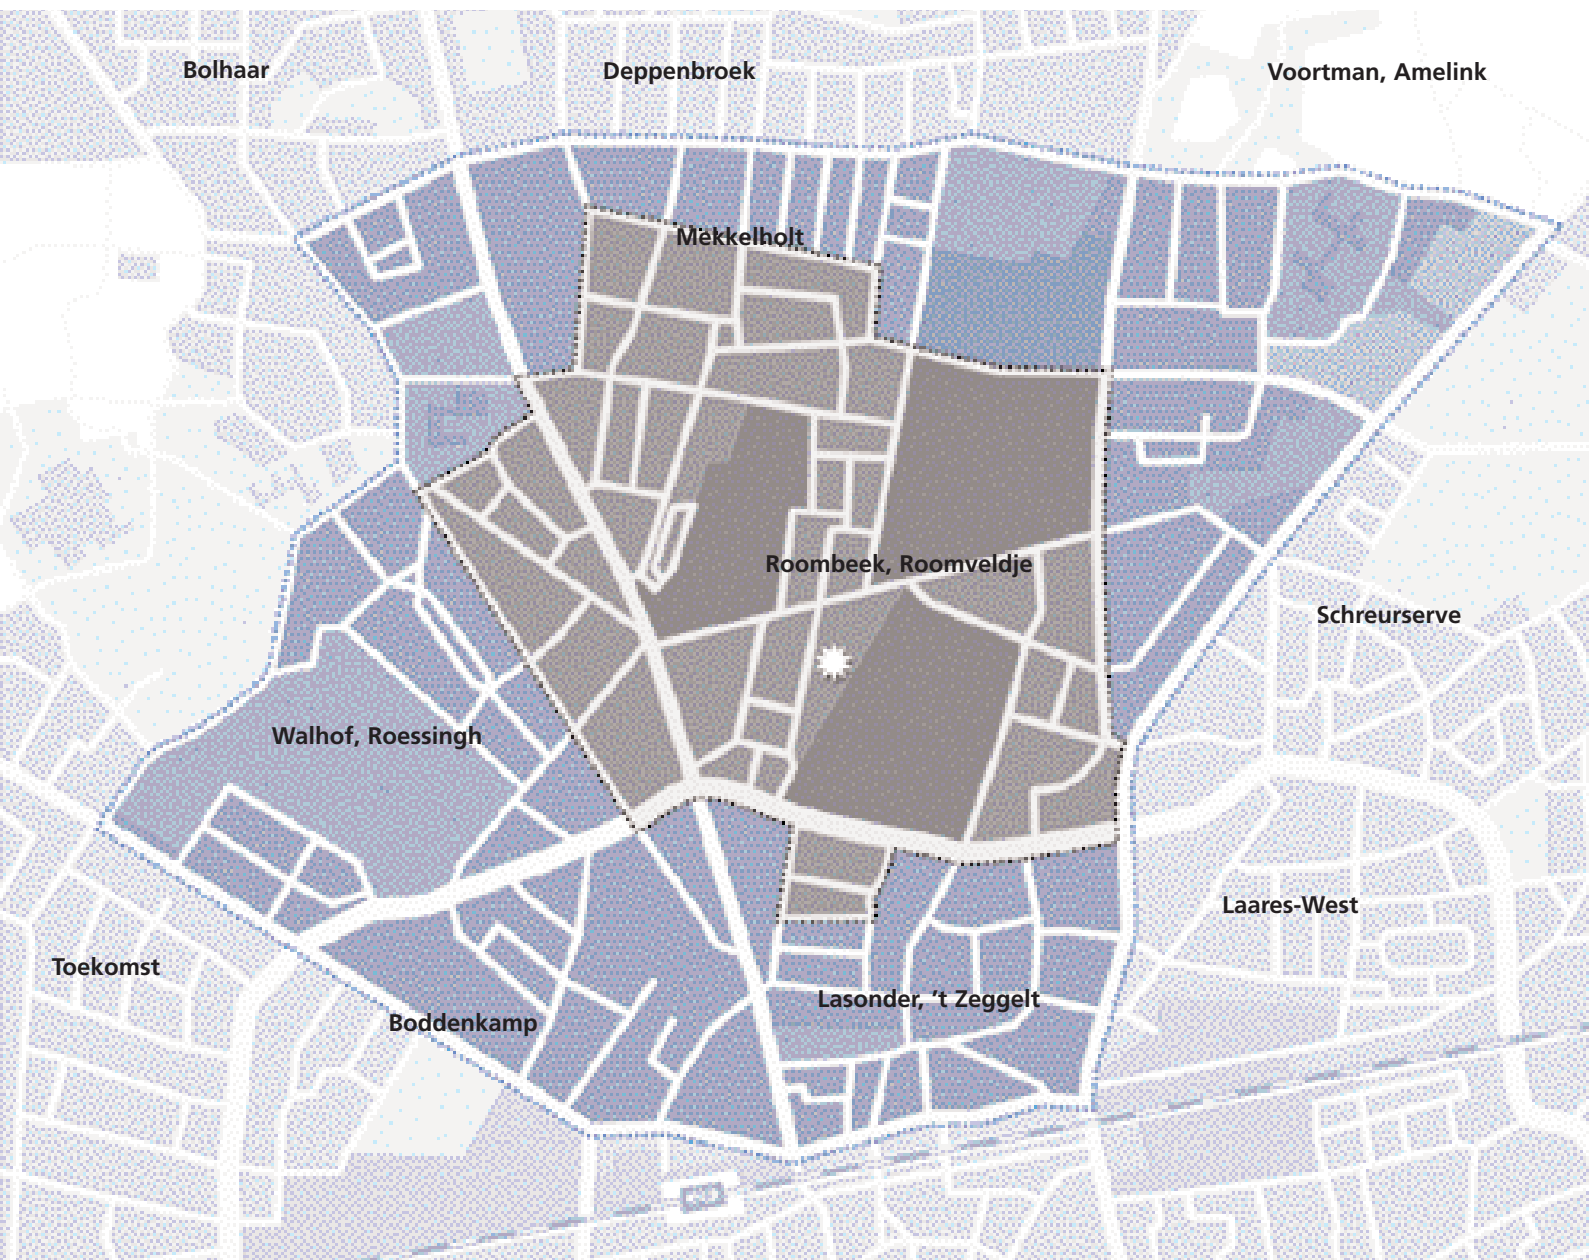 Bolhaar
Deppenbroek
Voortman, Amelink
Mekkelholt
Roombeek, Roomveldje
Schreurserve
Walhof, Roessingh
Laares-West
Toekomst
Lasonder, ’t Zeggelt
Boddenkamp